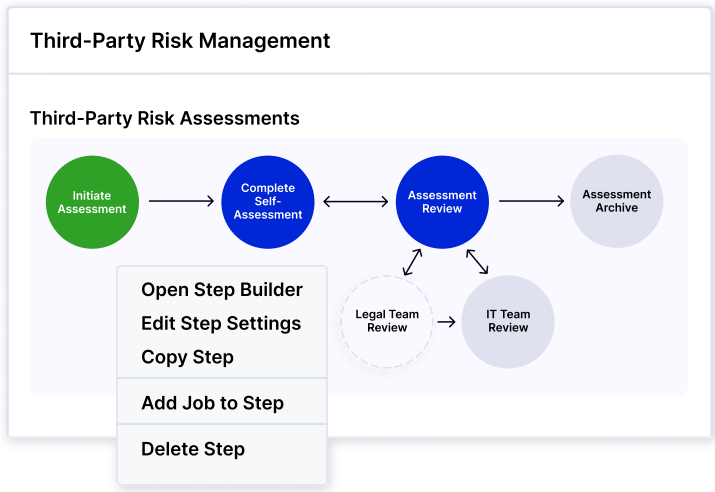 Third-Party Risk Management
Third-Party Risk Assessments
Initiate
Assessment
Complete
Self-
Assessment
Assessment
Review
Assessment
Archive
Legal Team
Review
IT Team
Review
Open Step Builder
Edit Step Settings
Copy Step
Add Job to Step
Delete Step